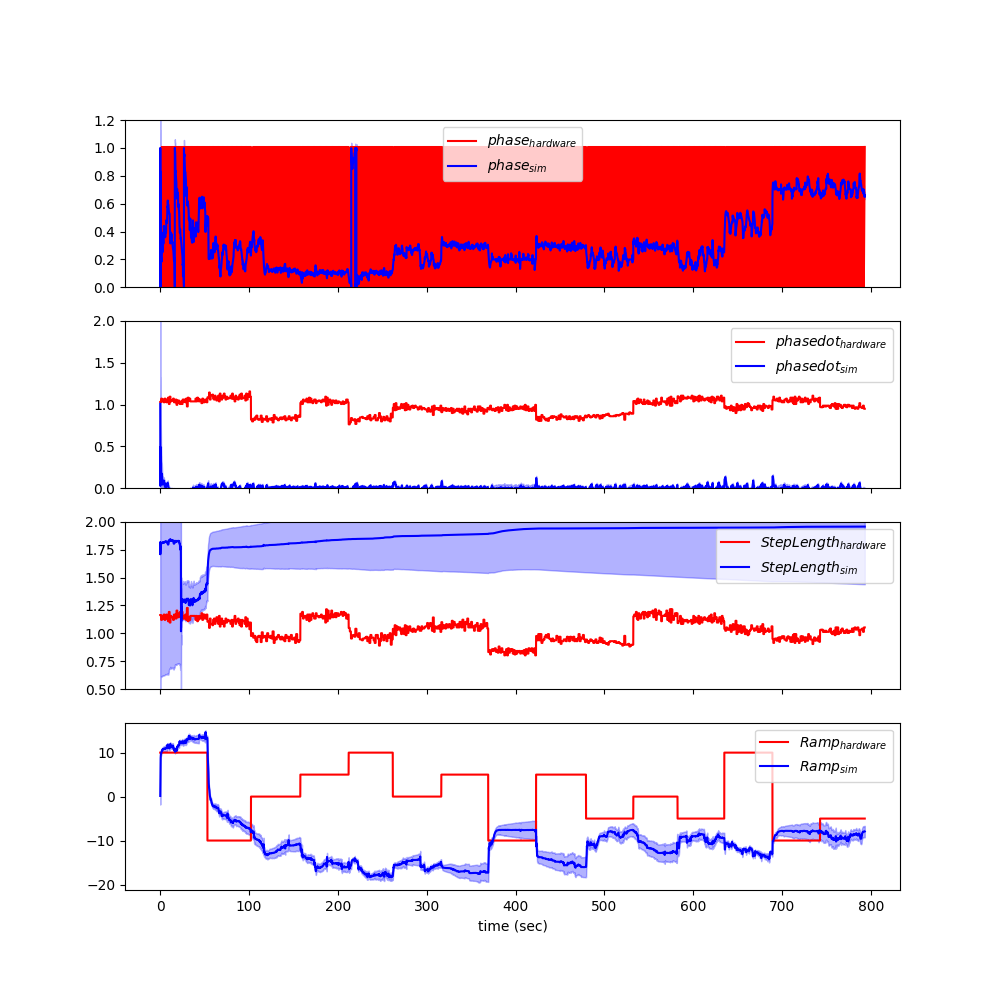 1.2
1.0
0.8
0.6
0.4
0.2
0.0
phase_hardware
phase_sim
2.0
1.5
1.0
0.5
0.0
phasedot_hardware
phasedot_sim
2.00
1.75
1.50
1.25
1.00
0.75
0.50
StepLength_hardware
StepLength_sim
10
0
−10
−20
Ramp_hardware
Ramp_sim
0 100 200 300 400 500 600 700 800
time (sec)